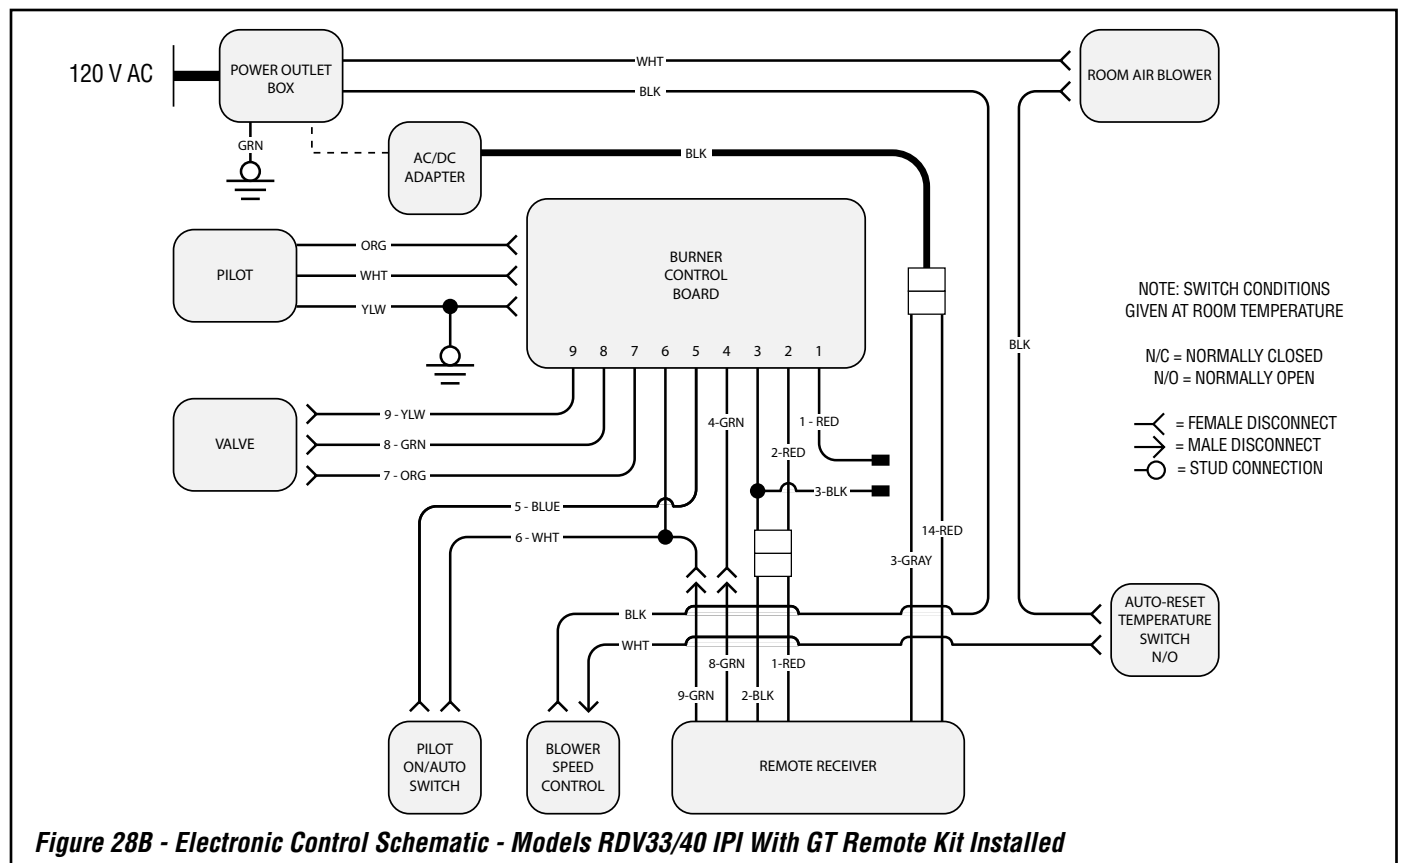 120 V AC
POWER OUTLET
BOX
WHT
BLK
ROOM AIR BLOWER
GRN
AC/DC
ADAPTER
BLK
PILOT
ORG
WHT
YLW
BURNER
CONTROL
BOARD
9 8 7 6 5 4 3 2 1
NOTE: SWITCH CONDITIONS
GIVEN AT ROOM TEMPERATURE
N/C = NORMALLY CLOSED
N/O = NORMALLY OPEN
= FEMALE DISCONNECT
= MALE DISCONNECT
= STUD CONNECTION
BLK
VALVE
9 - YLW
8 - GRN
7 - ORG
4-GRN
1 - RED
2-RED
3-BLK
5 - BLUE
6 - WHT
14-RED
3-GRAY
BLK
WHT
AUTO-RESET
TEMPERATURE
SWITCH
N/O
8-GRN
1-RED
9-GRN
2-BLK
PILOT
ON/AUTO
SWITCH
BLOWER
SPEED
CONTROL
REMOTE RECEIVER
Figure 28B - Electronic Control Schematic - Models RDV33/40 IPI With GT Remote Kit Installed